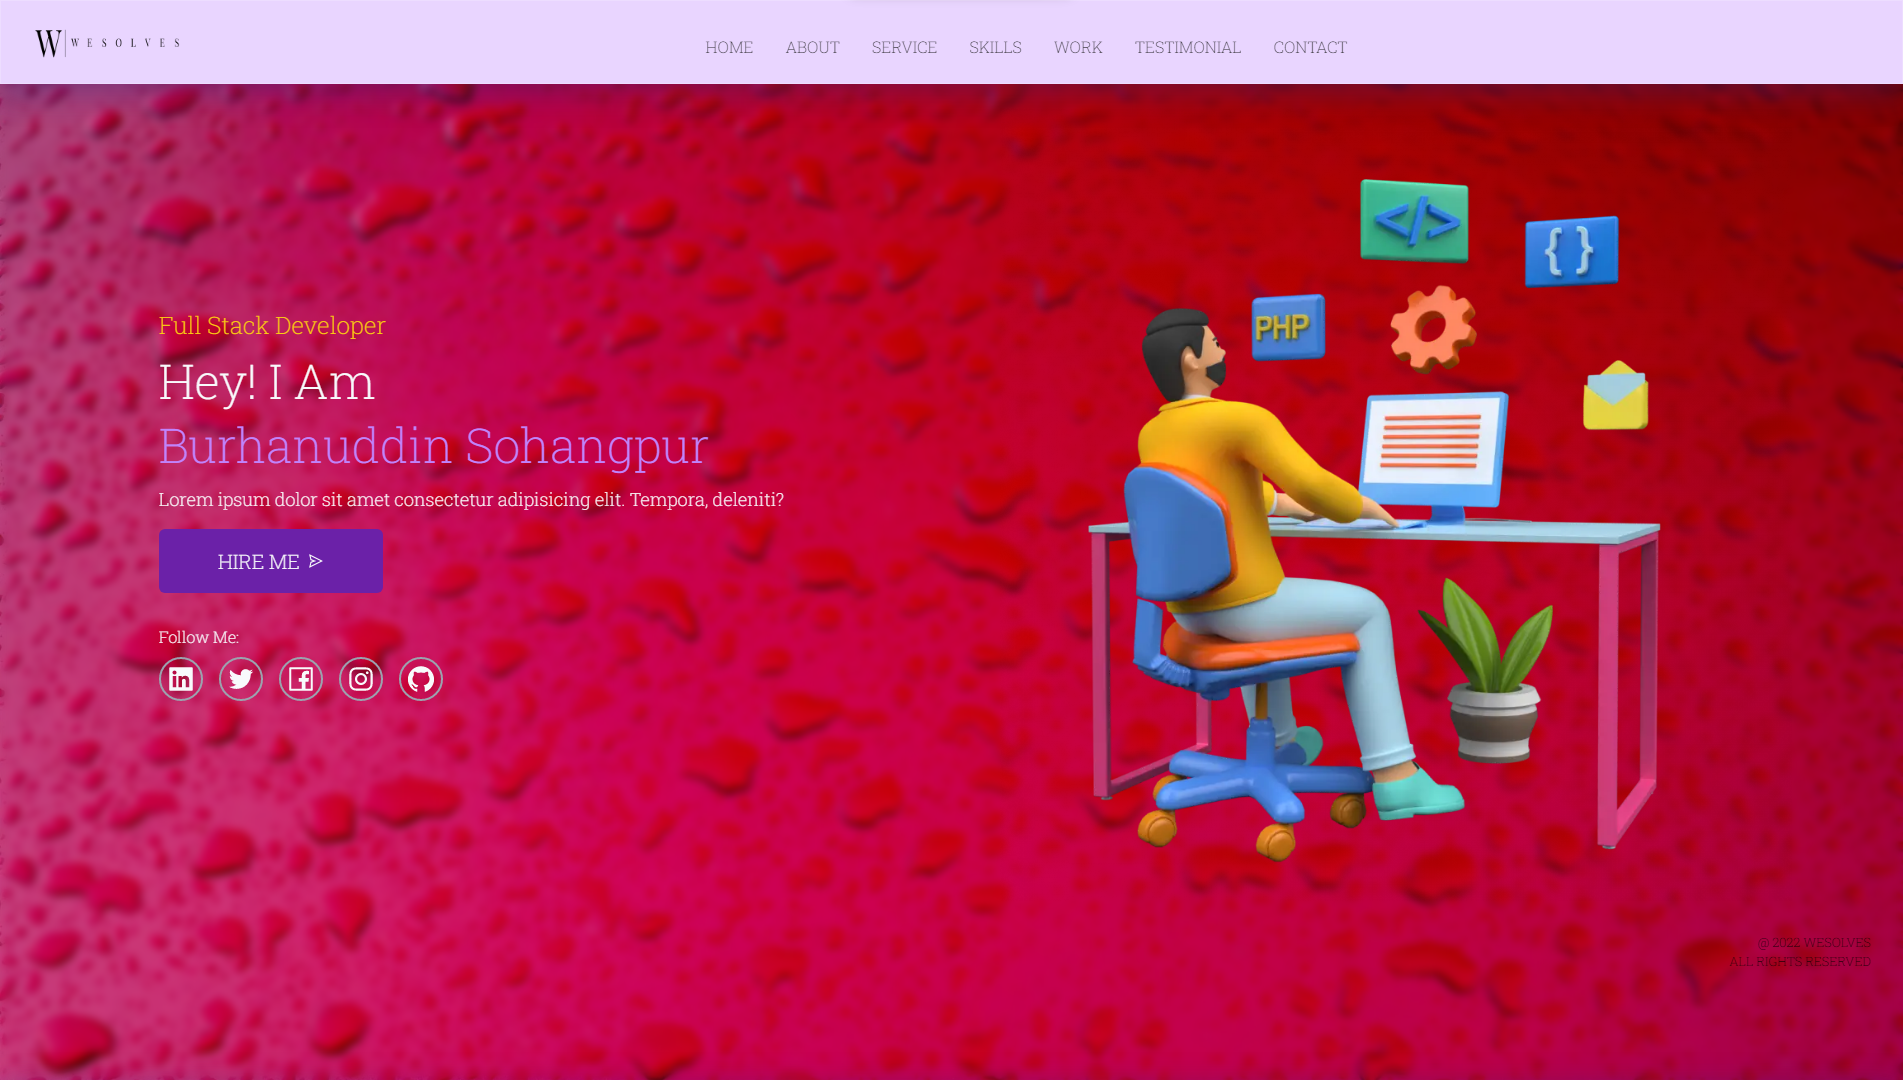 W | WESOLVES
HOME ABOUT SERVICE SKILLS WORK TESTIMONIAL CONTACT
Full Stack Developer
Hey! I Am
Burhanuddin Sohangpur
Lorem ipsum dolor sit amet consectetur adipisicing elit. Tempora, deleniti?
HIRE ME
Follow Me:
</>
{ }
PHP
@ 2022 WESOLVES
ALL RIGHTS RESERVED